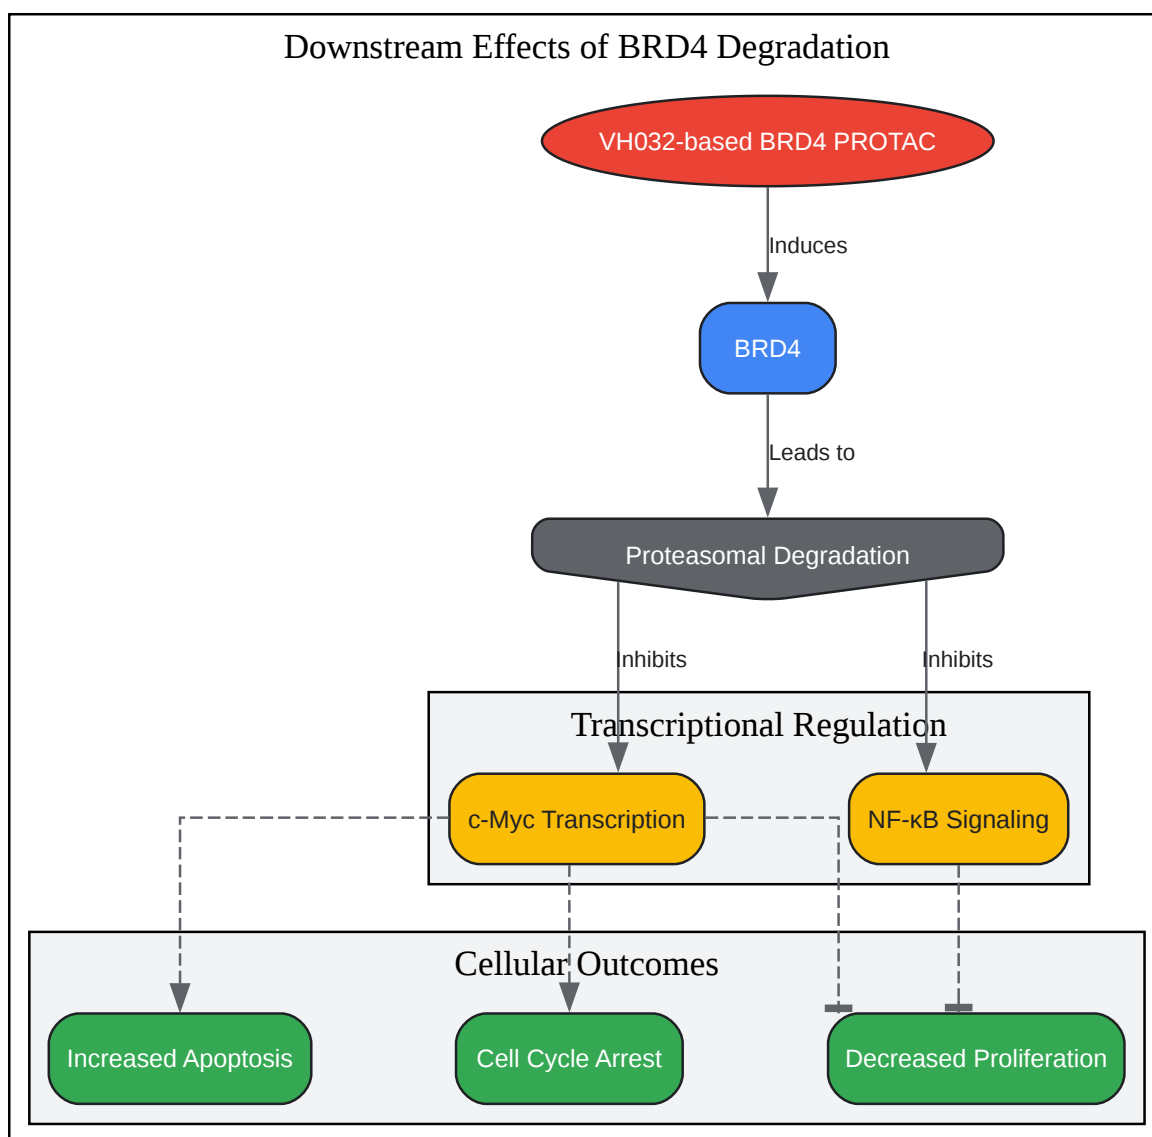 Downstream Effects of BRD4 Degradation
VH032-based BRD4 PROTAC
Induces
BRD4
Leads to
Proteasomal Degradation
Inhibits
Inhibits
Transcriptional Regulation
c-Myc Transcription
NF-κB Signaling
Cellular Outcomes
Increased Apoptosis
Cell Cycle Arrest
Decreased Proliferation